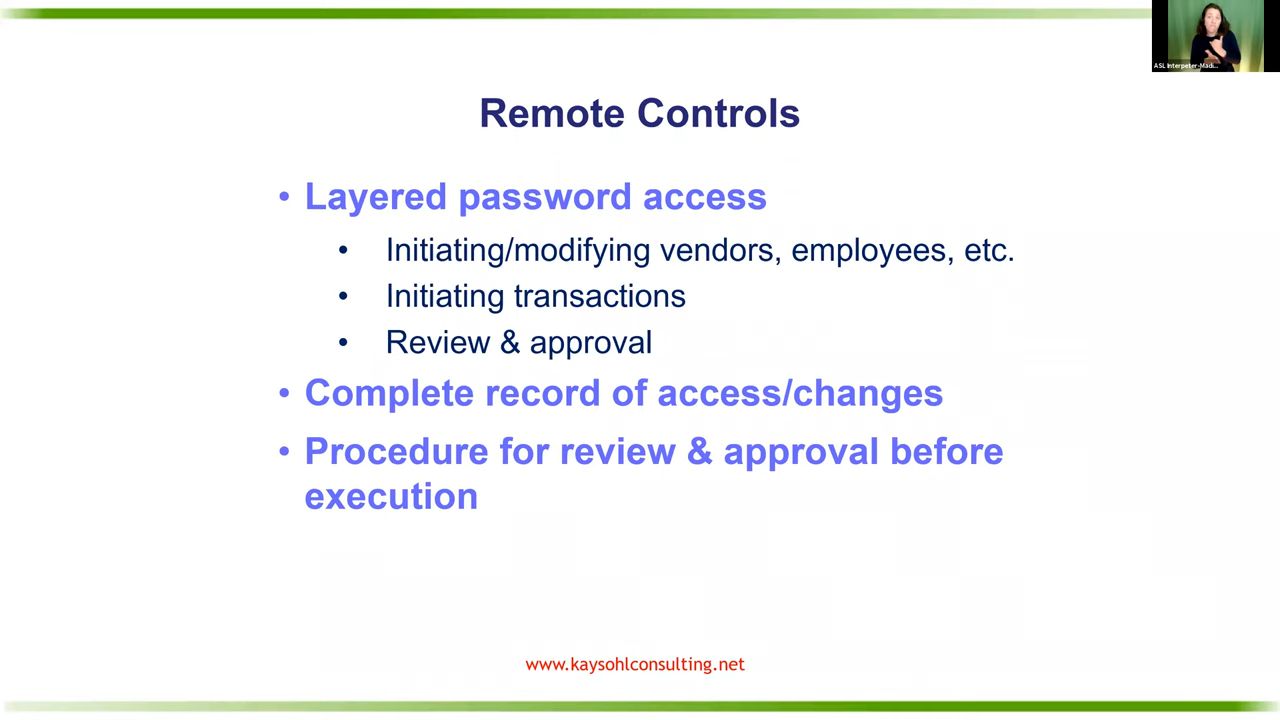 ASL Interpeter-Madi...
Remote Controls
• Layered password access
• Initiating/modifying vendors, employees, etc.
• Initiating transactions
• Review & approval
• Complete record of access/changes
• Procedure for review & approval before
execution
www.kaysohlconsulting.net